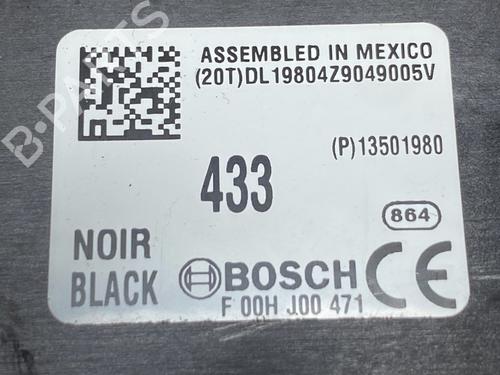 ASSEMBLED IN MEXICO
(20T)DL19804Z9049005V
(P)13501980
433
864
NOIR
BLACK
BOSCH
CE
F 00H J00 471
B-PARTS